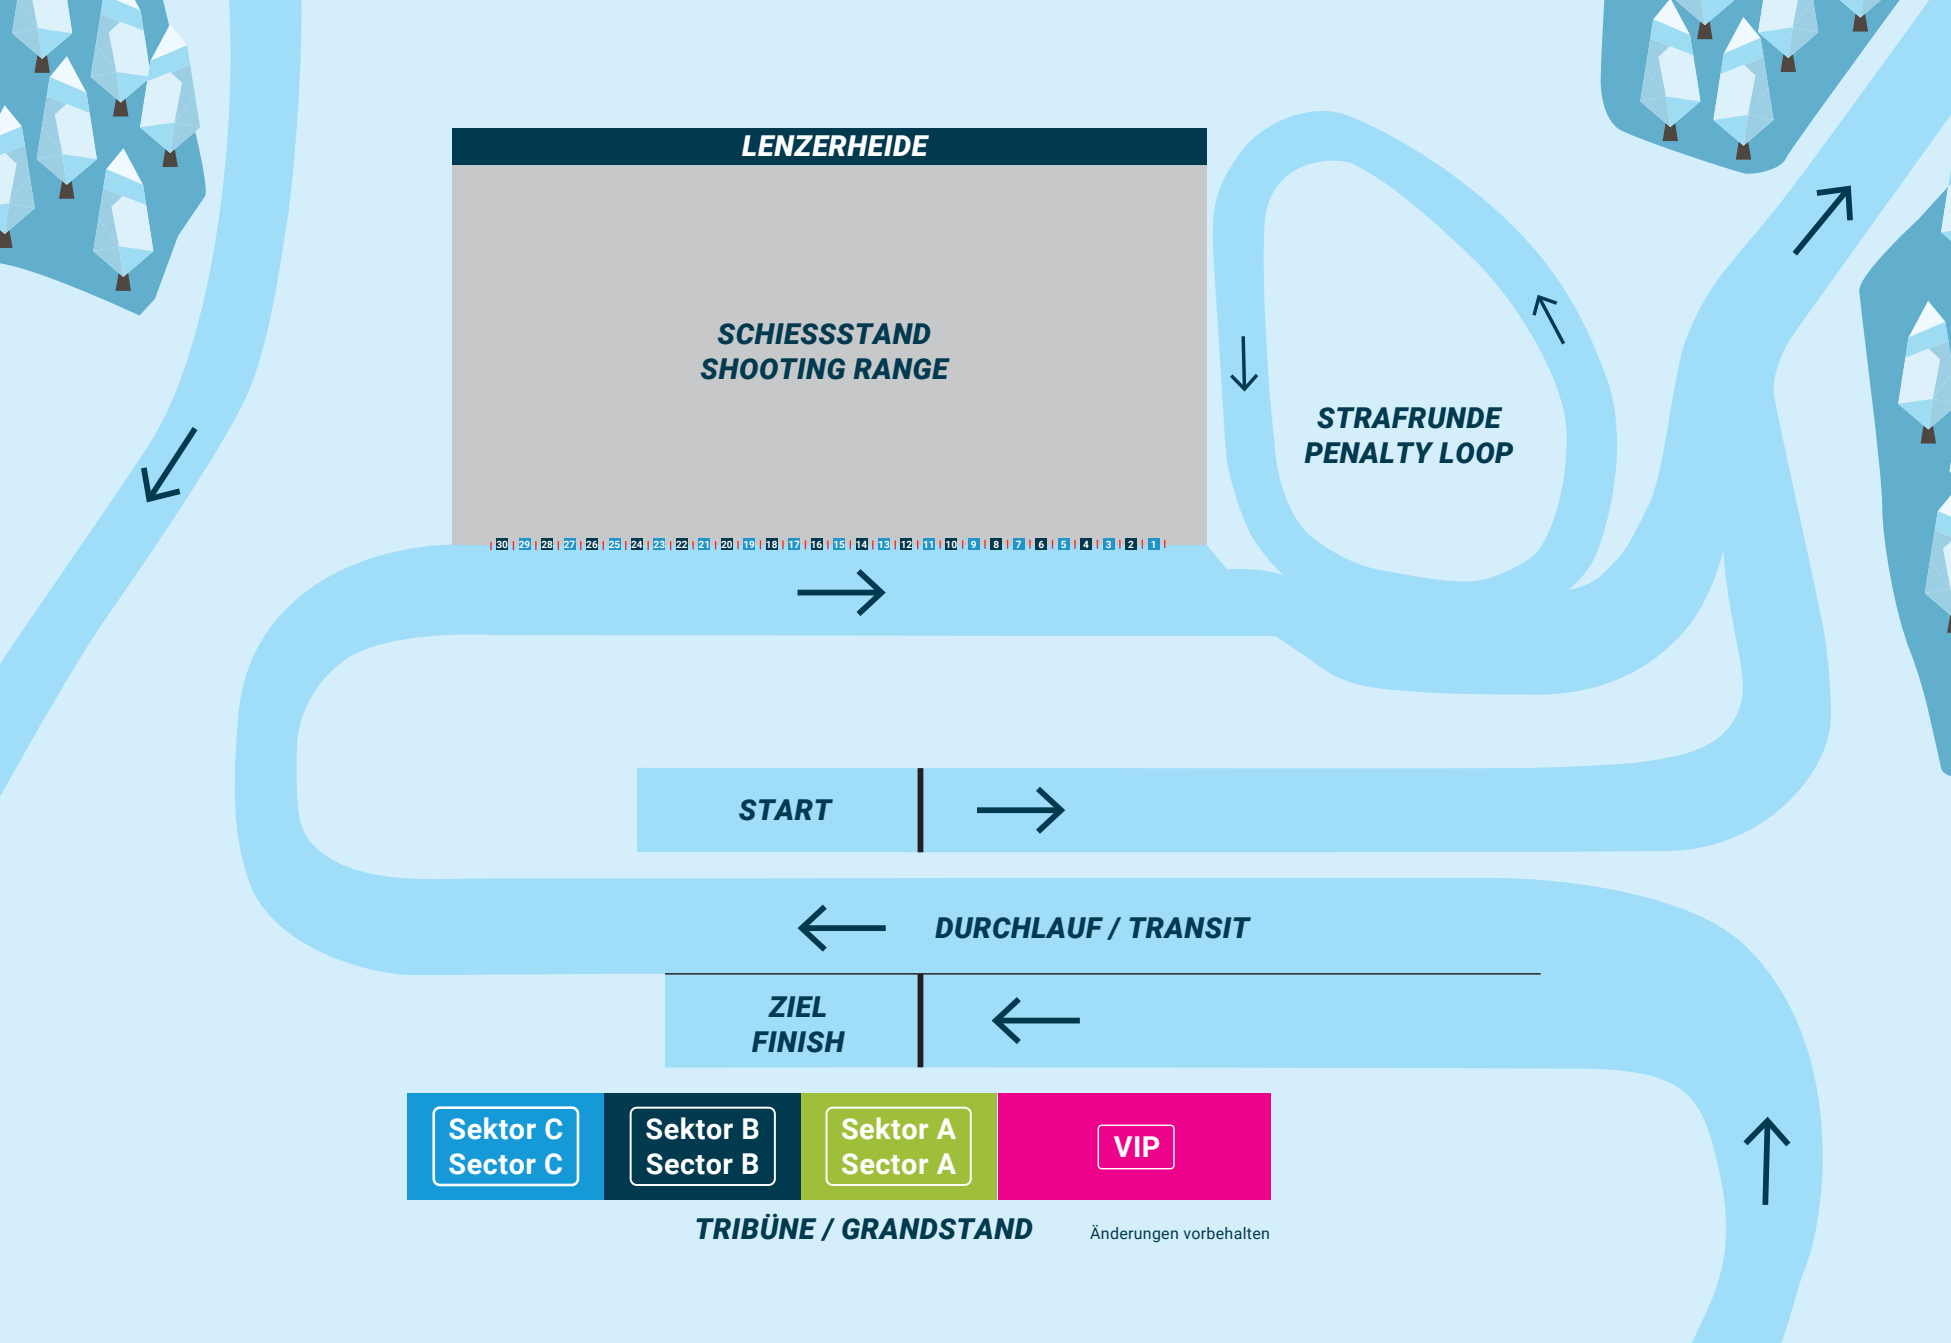 LENZERHEIDE
SCHIESSSTAND
SHOOTING RANGE
STRAFRUNDE
PENALTY LOOP
30 29 28 27 26 25 24 23 22 21 20 19 18 17 16 15 14 13 12 11 10 9 8 7 6 5 4 3 2 1
START
DURCHLAUF / TRANSIT
ZIEL
FINISH
Sektor C
Sector C
Sektor B
Sector B
Sektor A
Sector A
VIP
TRIBÜNE / GRANDSTAND
Änderungen vorbehalten